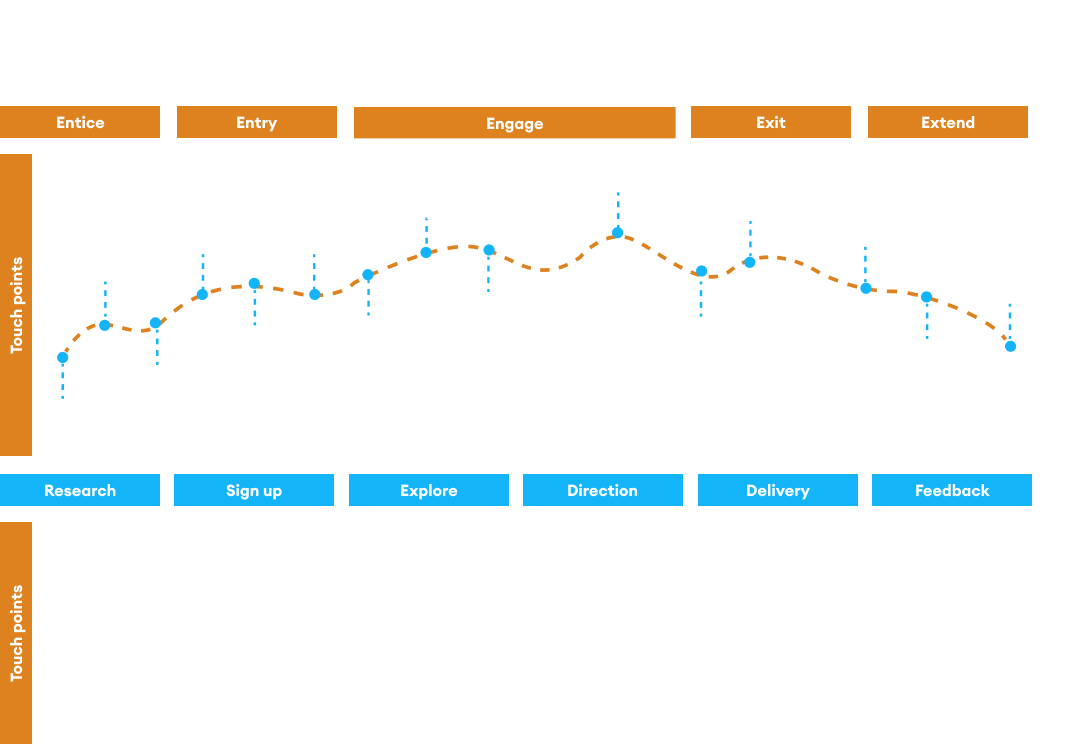 Entice
Entry
Engage
Exit
Extend
Touch points
Research
Sign up
Explore
Direction
Delivery
Feedback
Touch points